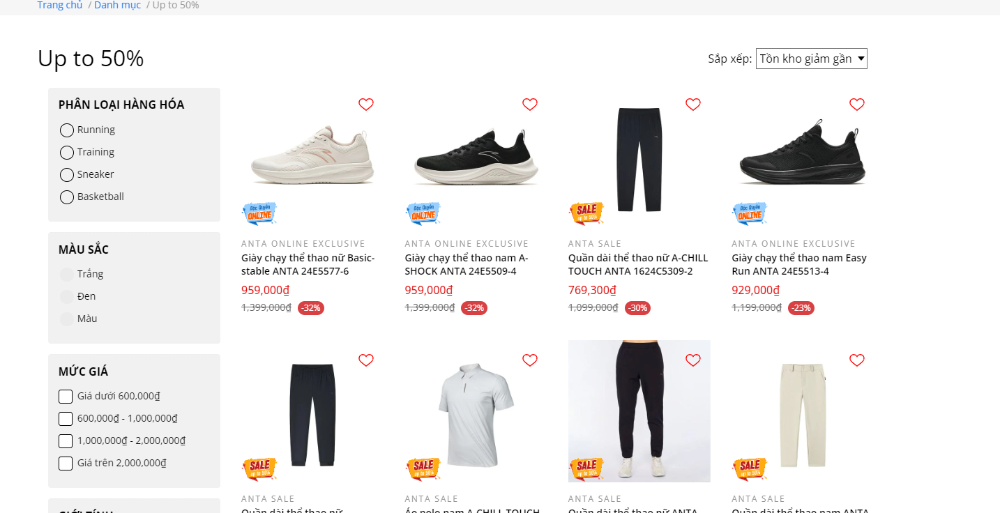 Trang chủ / Danh mục / Up to 50%
Up to 50%
Sắp xếp: Tồn kho giảm gần
PHÂN LOẠI HÀNG HÓA
Running
Training
Sneaker
Basketball
MÀU SẮC
Trắng
Đen
Màu
MỨC GIÁ
Giá dưới 600,000₫
600,000₫ - 1,000,000₫
1,000,000₫ - 2,000,000₫
Giá trên 2,000,000₫
GIỚI TÍNH
Độc Quyền
ONLINE
ANTA ONLINE EXCLUSIVE
Giày chạy thể thao nữ Basic-
stable ANTA 24E5577-6
959,000₫
1,399,000₫ -32%
Độc Quyền
ONLINE
ANTA ONLINE EXCLUSIVE
Giày chạy thể thao nam A-
SHOCK ANTA 24E5509-4
959,000₫
1,399,000₫ -32%
SALE
up to 50%
ANTA SALE
Quần dài thể thao nữ A-CHILL
TOUCH ANTA 1624C5309-2
769,300₫
1,099,000₫ -30%
Độc Quyền
ONLINE
ANTA ONLINE EXCLUSIVE
Giày chạy thể thao nam Easy
Run ANTA 24E5513-4
929,000₫
1,199,000₫ -23%
SALE
up to 50%
ANTA SALE
Quần dài thể thao nữ
SALE
up to 50%
ANTA SALE
Áo polo nam A-CHILL TOUCH
SALE
up to 50%
ANTA SALE
Quần dài thể thao nữ ANTA
SALE
up to 50%
ANTA SALE
Quần dài thể thao nam ANTA